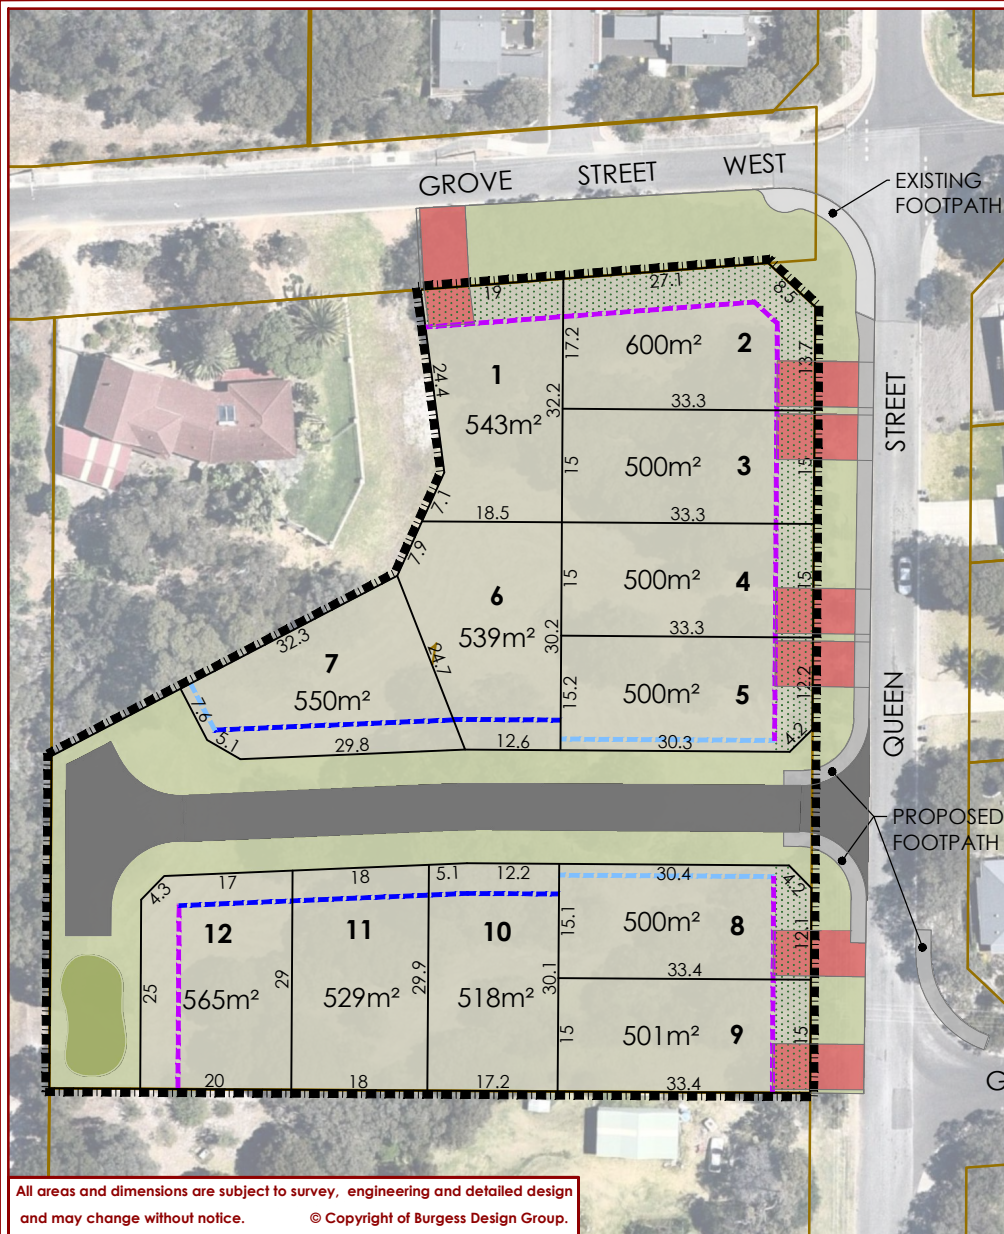 GROVE STREET WEST
EXISTING
FOOTPATH
19
27.1
8.5
17.2
600m²
2
13.7
24.4
1
32.2
33.3
543m²
15
500m²
3
15
7.1
18.5
33.3
7.9
6
15
500m²
4
15
539m²
30.2
33.3
STREET
32.3
7
24.7
550m²
15.2
500m²
5
12.2
7.6
5.1
29.8
12.6
30.3
4.2
QUEEN
PROPOSED
FOOTPATH
4.3
17
18
5.1
12.2
30.4
4.2
12
11
10
15.1
500m²
8
12.1
25
565m²
29
529m²
29.9
518m²
30.1
33.4
15
501m²
9
15
20
18
17.2
33.4
G
All areas and dimensions are subject to survey, engineering and detailed design
and may change without notice. © Copyright of Burgess Design Group.